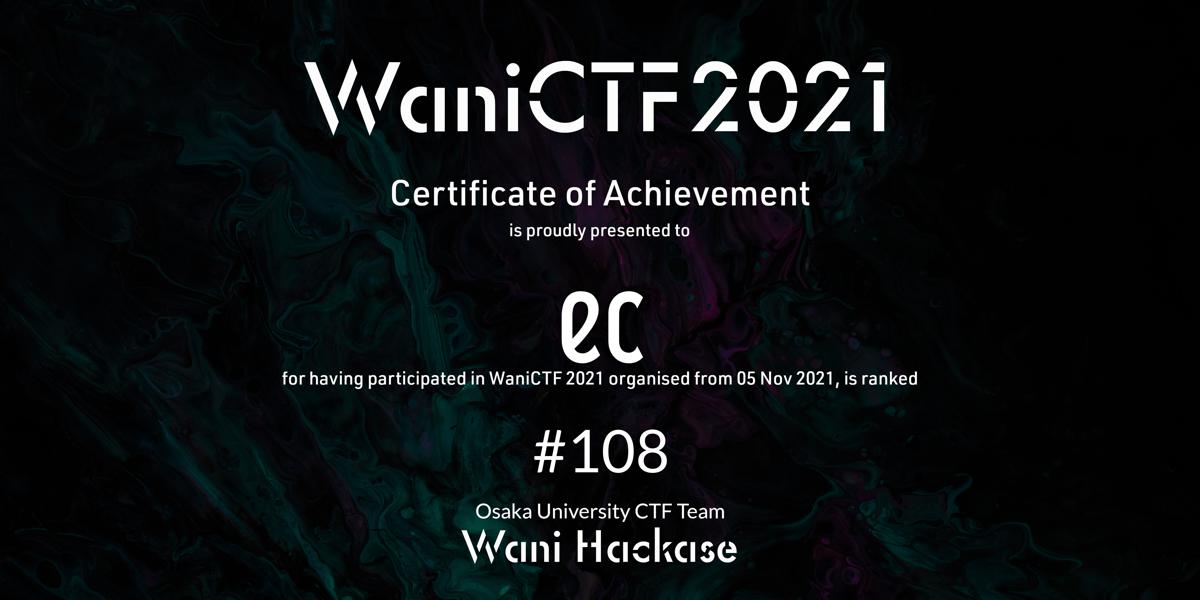 WaniCTF2021
Certificate of Achievement
is proudly presented to
ec
for having participated in WaniCTF 2021 organised from 05 Nov 2021, is ranked
#108
Osaka University CTF Team
Wani Hackase